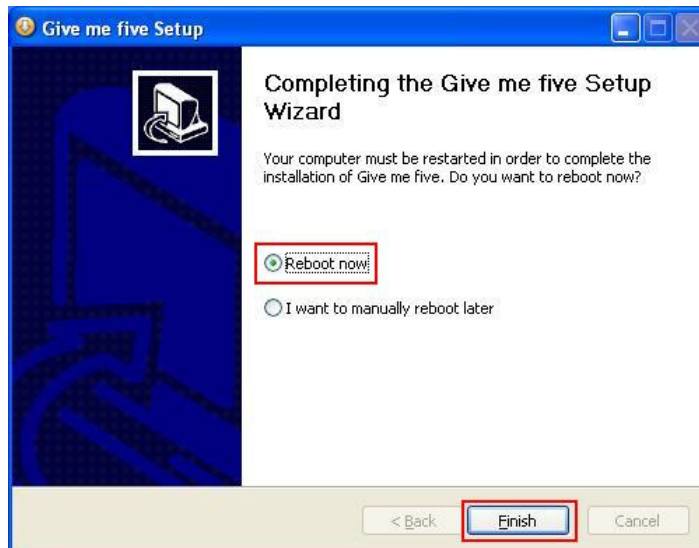 Give me five Setup
Completing the Give me five Setup
Wizard
Your computer must be restarted in order to complete the
installation of Give me five. Do you want to reboot now?
Reboot now
I want to manually reboot later
< Back
Finish
Cancel